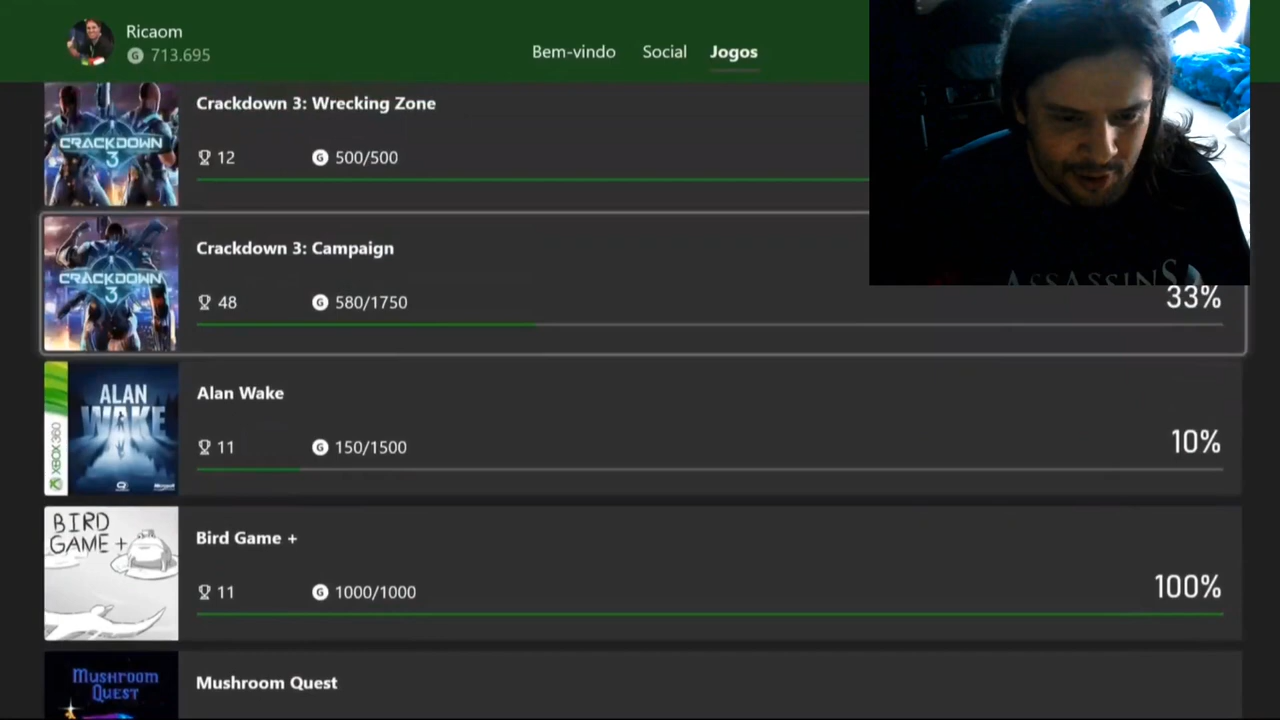 Ricaom
G 713.695
Bem-vindo Social Jogos
CRACKDOWN
3
Crackdown 3: Wrecking Zone
12 G 500/500
CRACKDOWN
3
Crackdown 3: Campaign
48 G 580/1750
33%
ASSASSINS
XBOX 360
ALAN
WAKE
Alan Wake
11 G 150/1500
10%
BIRD
GAME +
Bird Game +
11 G 1000/1000
100%
MUSHROOM
QUEST
Mushroom Quest